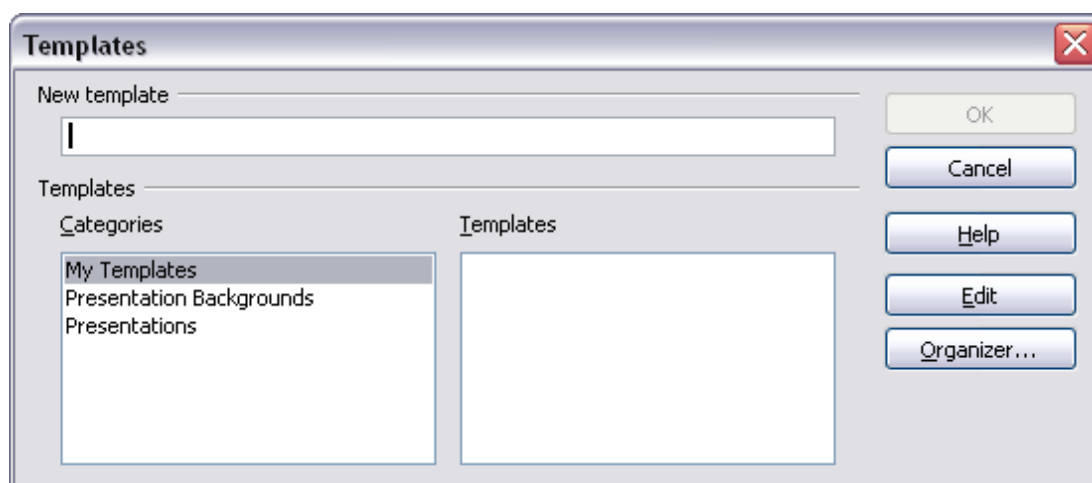 Templates
New template
OK
Cancel
Templates
Categories
Templates
Help
My Templates
Presentation Backgrounds
Presentations
Edit
Organizer...